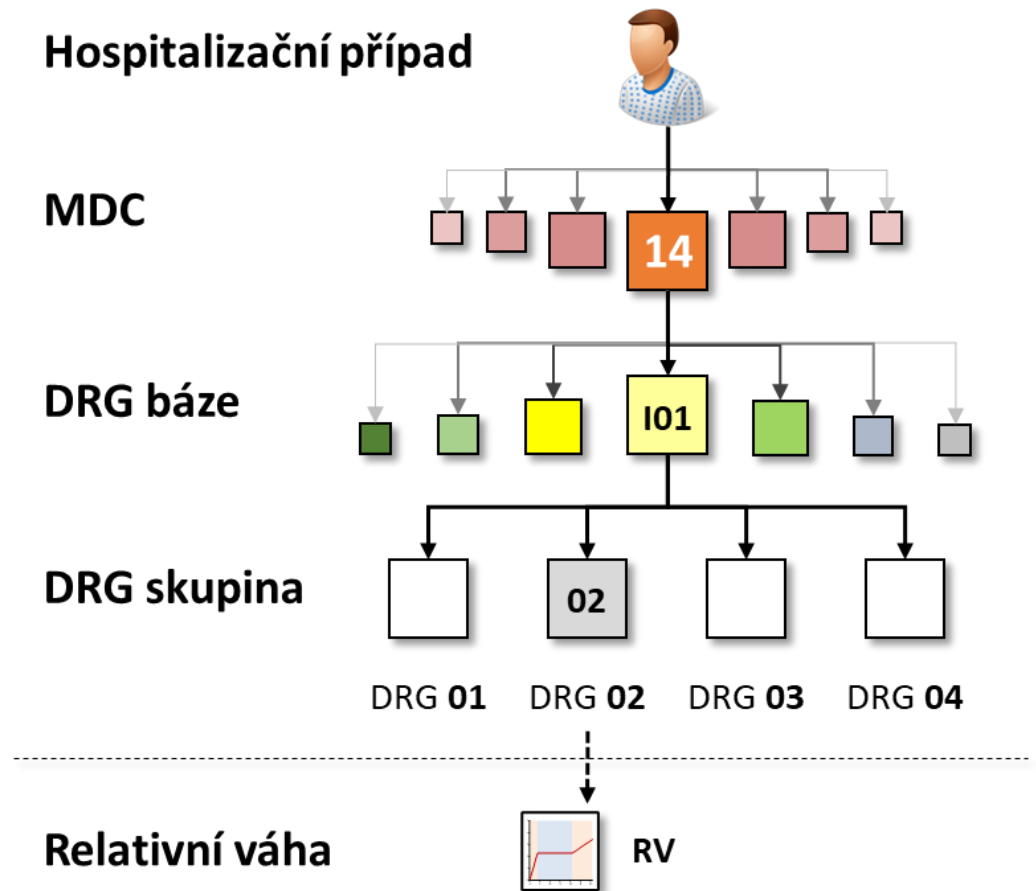 Hospitalizační případ
MDC
14
DRG báze
I01
DRG skupina
02
DRG 01 DRG 02 DRG 03 DRG 04
Relativní váha
RV